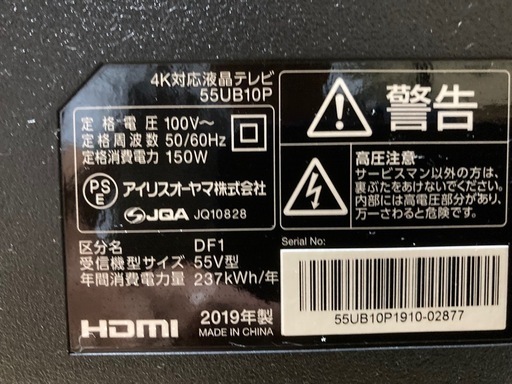 4K対応液晶テレビ
55UB10P
定格電圧 100V～
定格周波数 50/60Hz
定格消費電力 150W
PS
E
アイリスオーヤマ株式会社
JQA JQ10828
区分名 DF1
受信機型サイズ 55V型
年間消費電力量 237kWh/年
HDMI
2019年製
MADE IN CHINA
警告
高圧注意
サービスマン以外の方は、
裏ぶたをあけないでください。
内部には高電圧部分があり、
万一さわると危険です。
Serial No:
55UB10P1910-02877